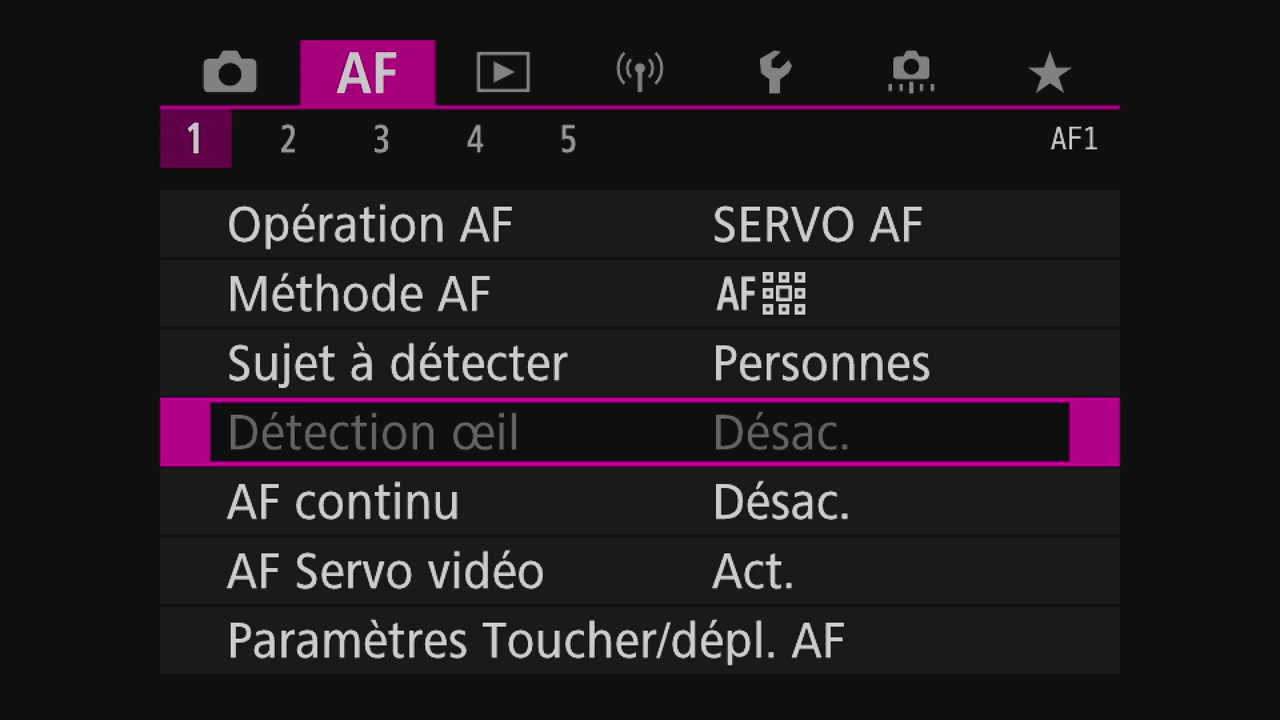 AF
1 2 3 4 5 AF1
Opération AF SERVO AF
Méthode AF AF
Sujet à détecter Personnes
Détection œil Désac.
AF continu Désac.
AF Servo vidéo Act.
Paramètres Toucher/dépl. AF